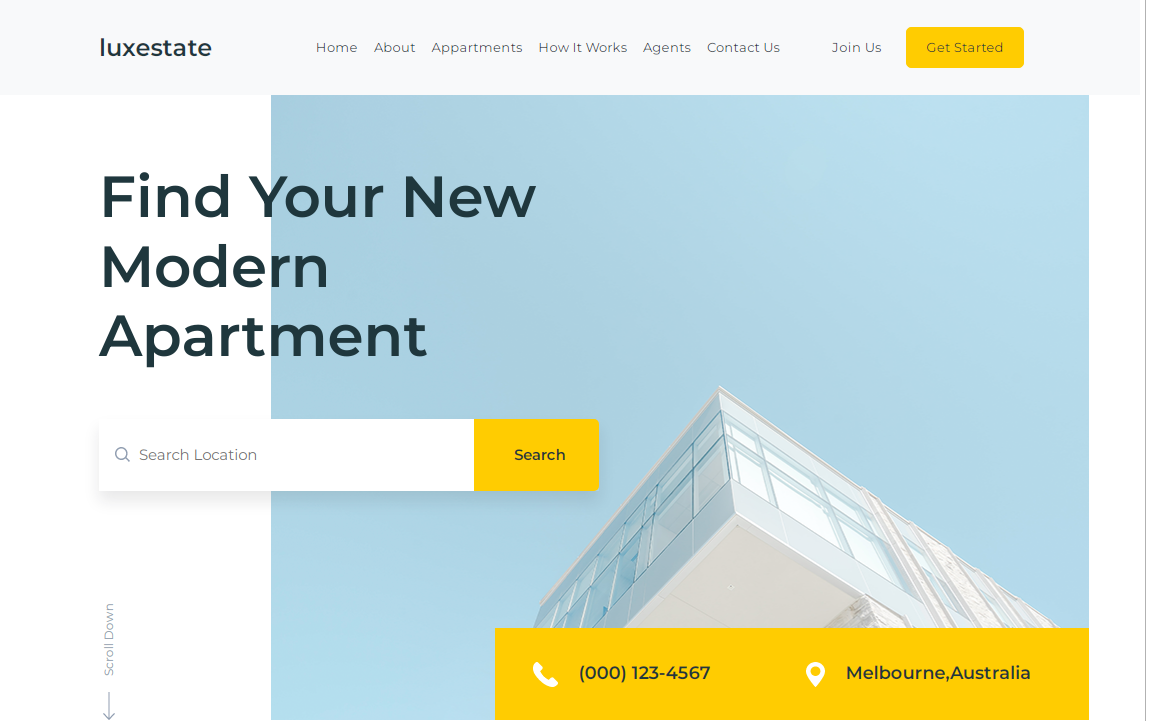 luxestate
Home About Appartments How It Works Agents Contact Us Join Us Get Started
Find Your New
Modern
Apartment
Search Location Search
Scroll Down
(000) 123-4567 Melbourne,Australia